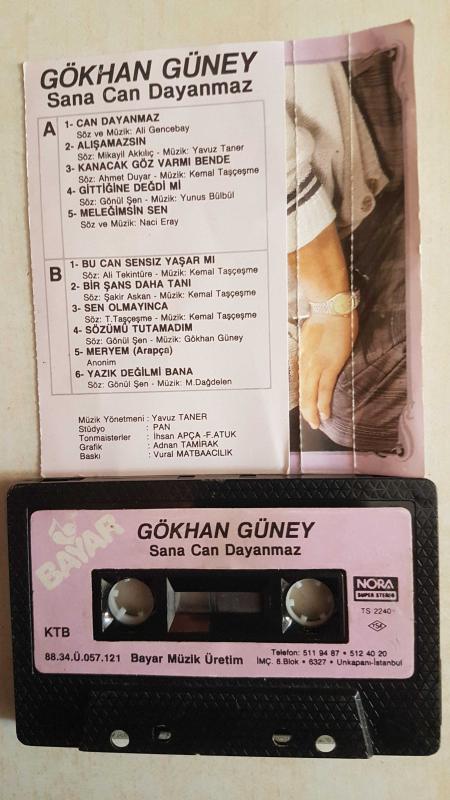 GÖKHAN GÜNEY
Sana Can Dayanmaz
A
1- CAN DAYANMAZ
Söz ve Müzik: Ali Gencebay
2- ALIŞAMAZSIN
Söz: Mikayil Akkılıç - Müzik: Yavuz Taner
3- KANACAK GÖZ VARMI BENDE
Söz: Ahmet Duyar - Müzik: Kemal Taşçeşme
4- GİTTİĞİNE DEĞDİ Mİ
Söz: Gönül Şen - Müzik: Yunus Bülbül
5- MELEĞİMSİN SEN
Söz ve Müzik: Naci Eray
B
1- BU CAN SENSIZ YAŞAR MI
Söz: Ali Tekintüre - Müzik: Kemal Taşçeşme
2- BİR ŞANS DAHA TANI
Söz: Şakir Askan - Müzik: Kemal Taşçeşme
3- SEN OLMAYINCA
Söz: T.Taşçeşme - Müzik: Kemal Taşçeşme
4- SÖZÜMÜ TUTAMADIM
Söz: Gönül Şen - Müzik: Gökhan Güney
5- MERYEM (Arapça)
Anonim
6- YAZIK DEĞİLMİ BANA
Söz: Gönül Şen - Müzik: M.Dağdelen
Müzik Yönetmeni : Yavuz TANER
Stüdyo : PAN
Tonmaisterler : İhsan APÇA -F.ATUK
Grafik : Adnan TAMİRAK
Baskı : Vural MATBAACILIK
BAYAR
GÖKHAN GÜNEY
Sana Can Dayanmaz
NORA
SUPER STEREO
TS 2240
TSE
KTB
88.34.Ü.057.121
Bayar Müzik Üretim
Telefon: 511 94 87 • 512 40 20
İMÇ. 6.Blok • 6327 • Unkapanı-İstanbul